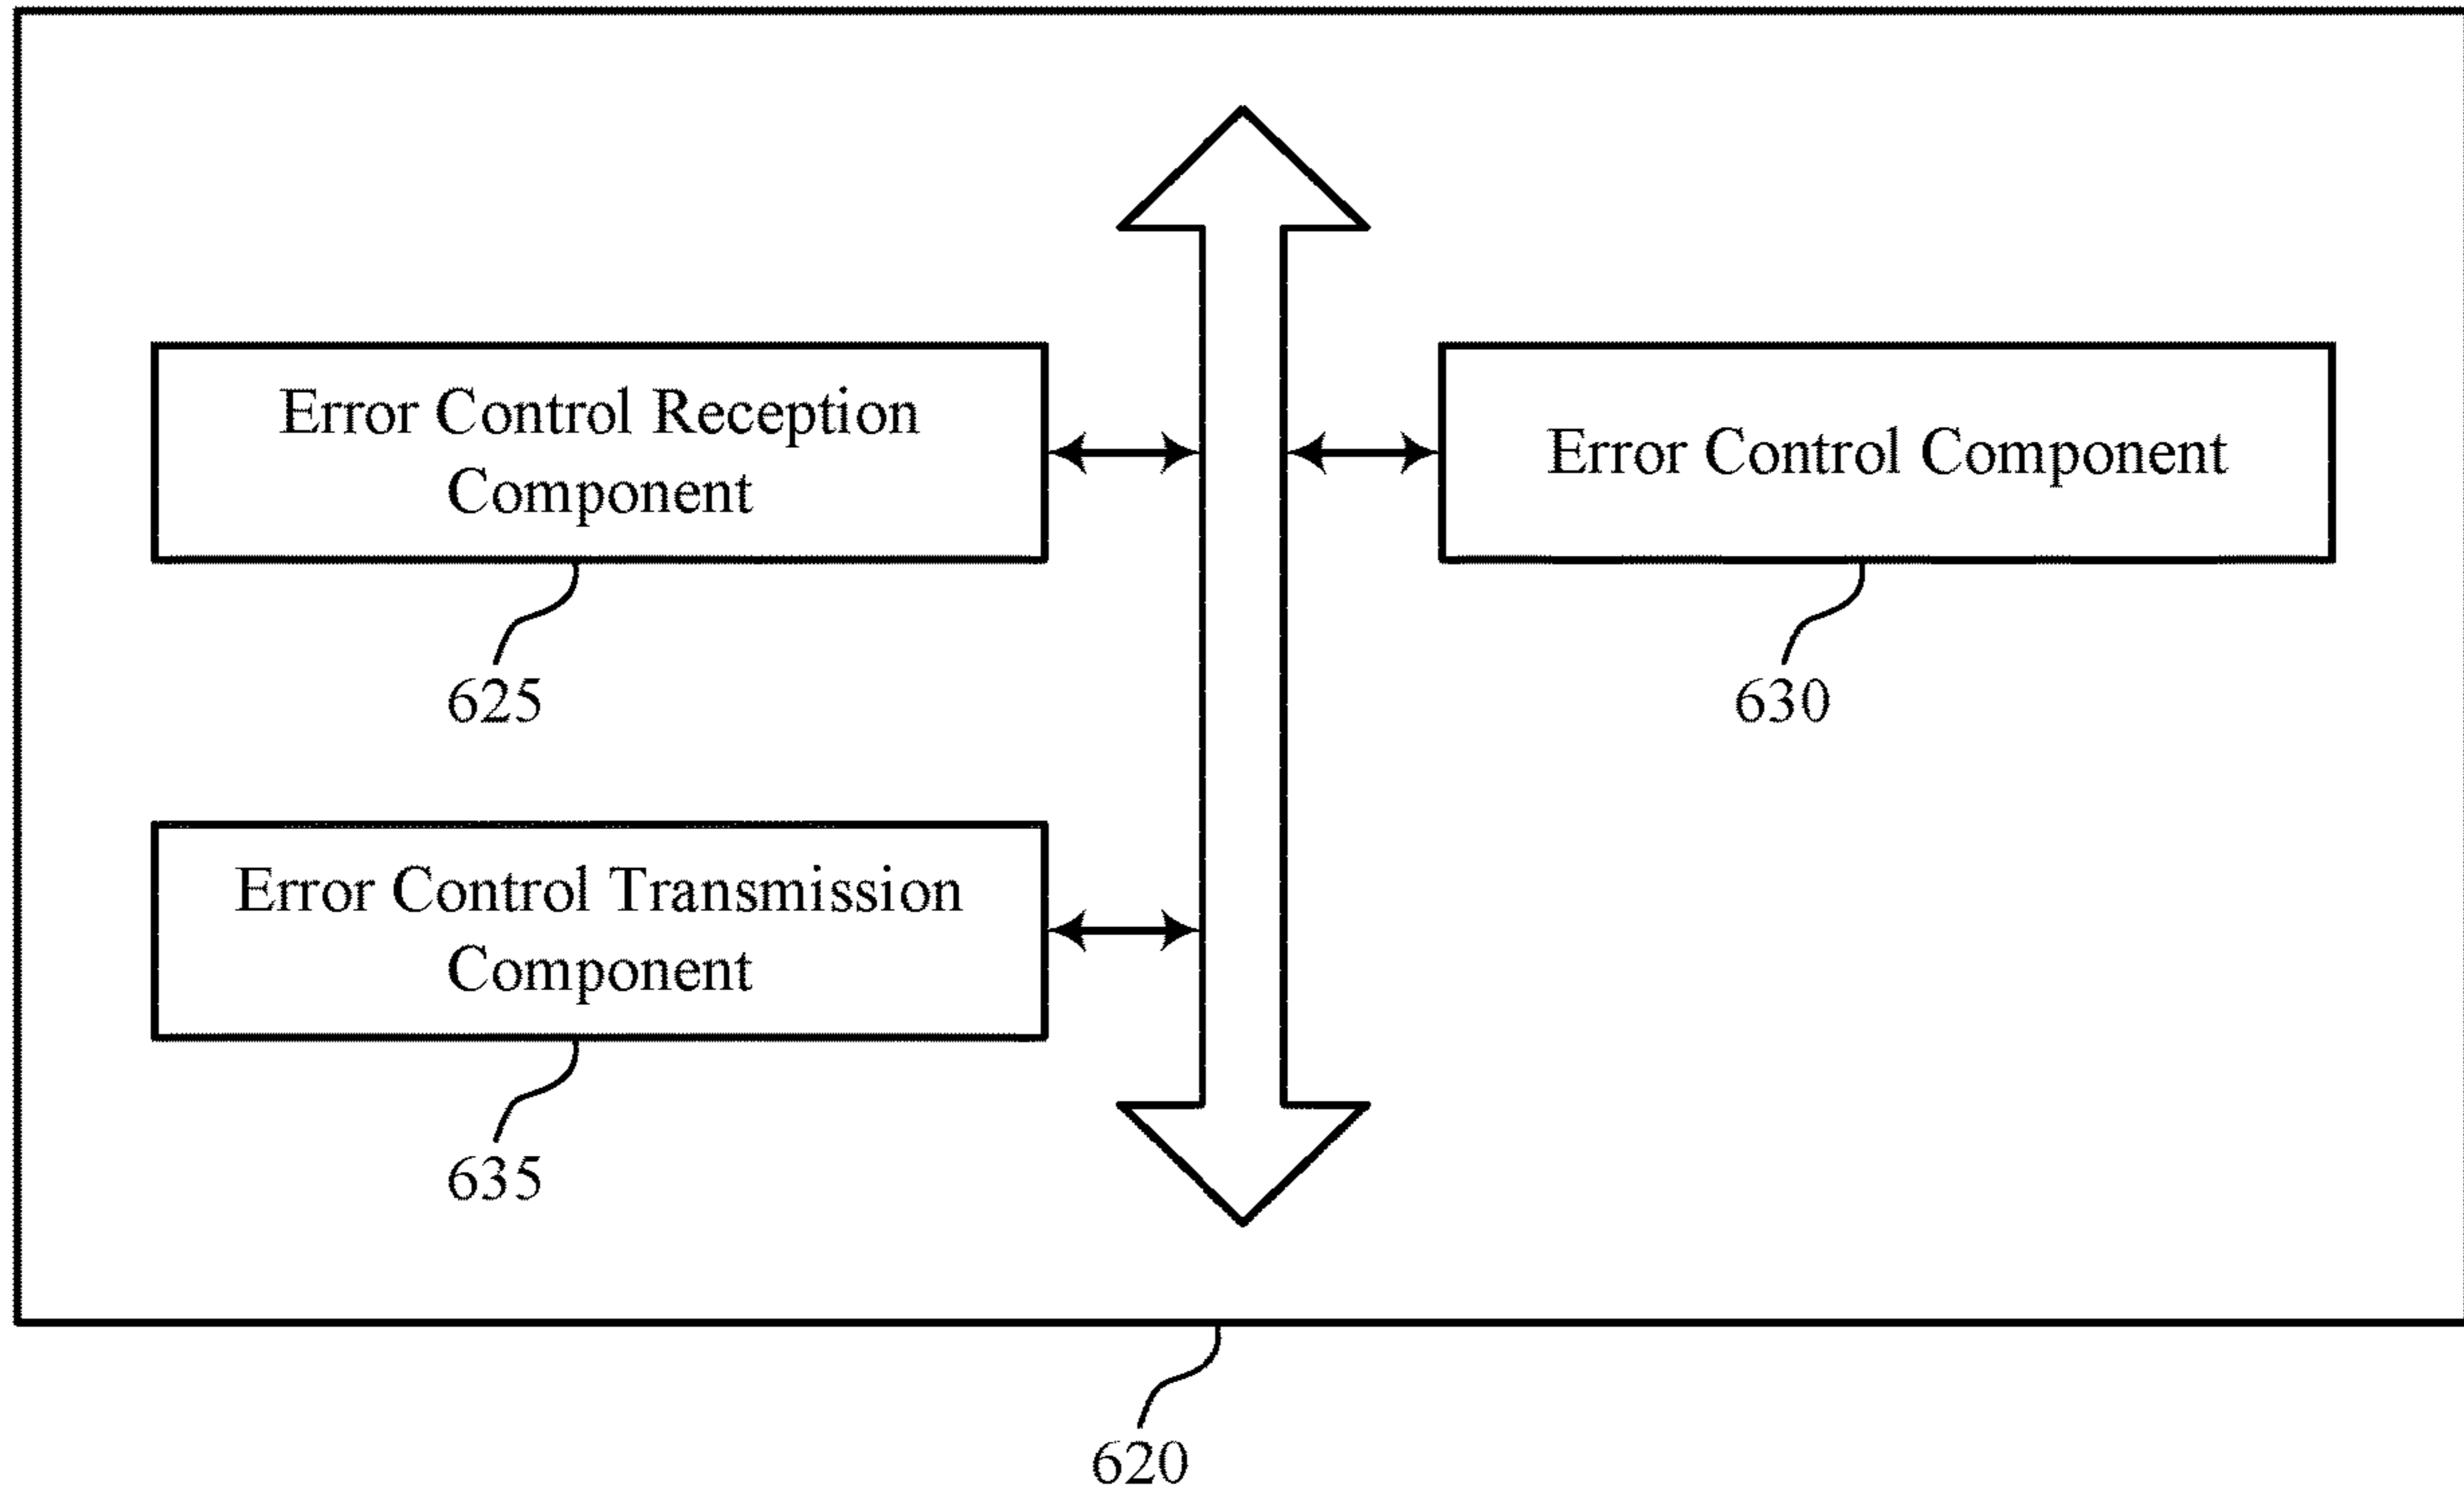 Error Control Reception
Component
625
Error Control Component
630
Error Control Transmission
Component
635
620